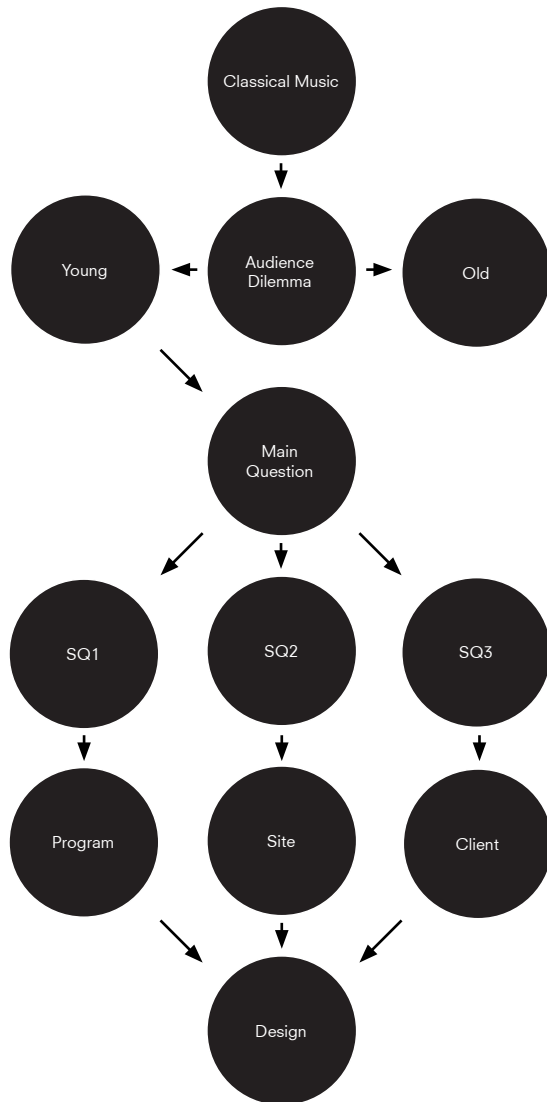 Classical Music
Young
Audience
Dilemma
Old
Main
Question
SQ1
SQ2
SQ3
Program
Site
Client
Design